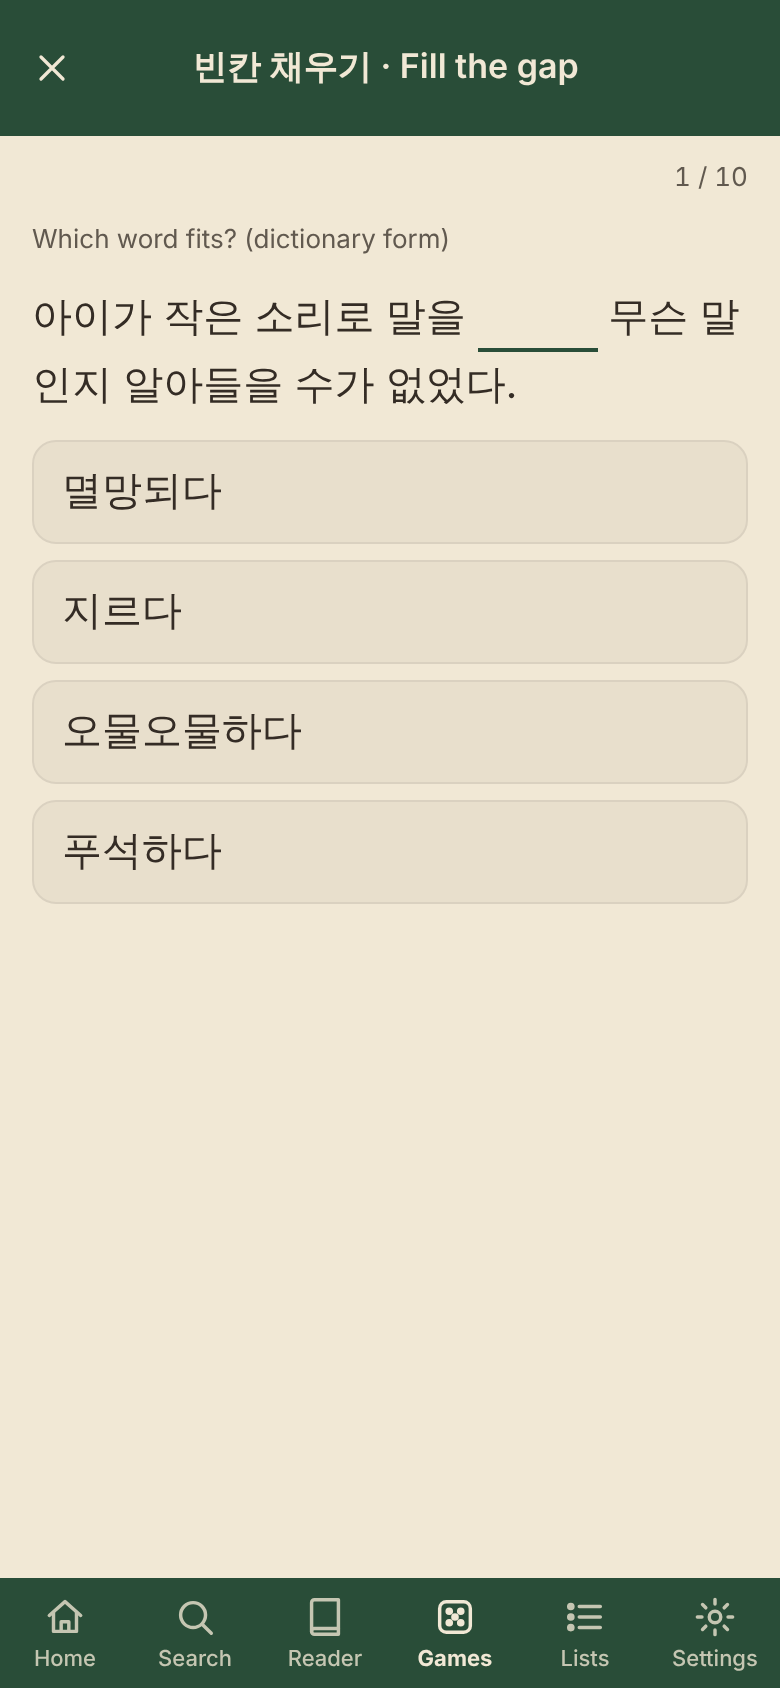 빈칸 채우기 · Fill the gap
1 / 10
Which word fits? (dictionary form)
아이가 작은 소리로 말을 ______ 무슨 말
인지 알아들을 수가 없었다.
멸망되다
지르다
오물오물하다
푸석하다
Home Search Reader Games Lists Settings